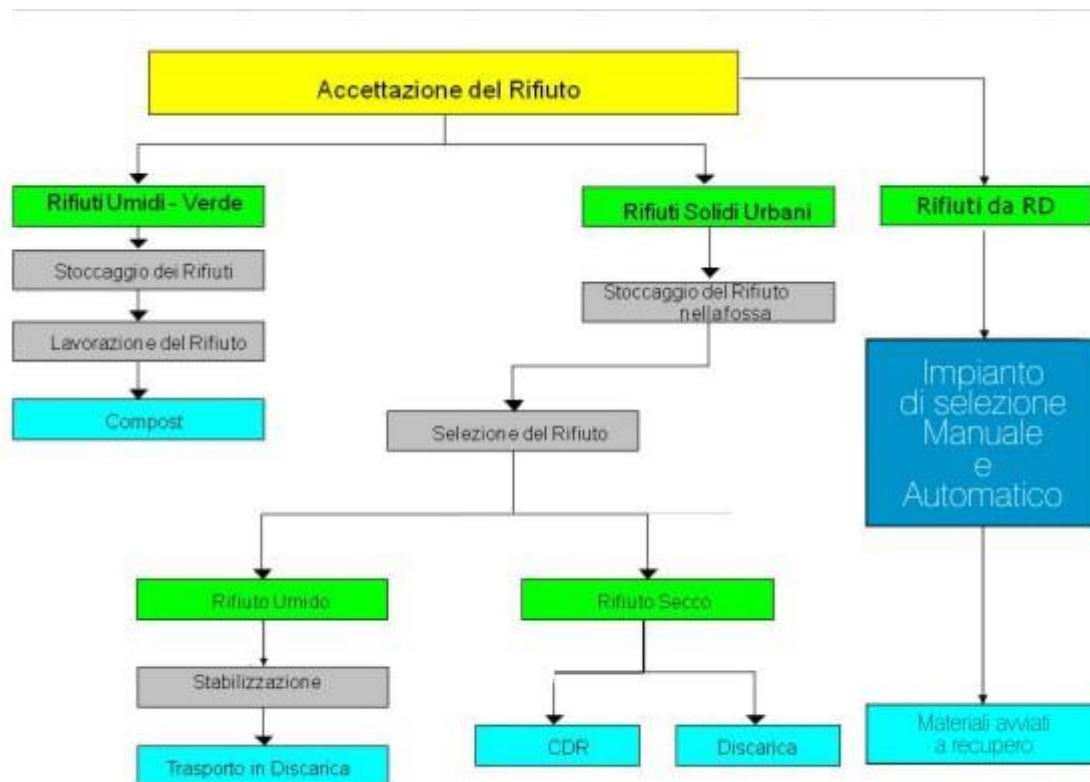 Accettazione del Rifiuto
Rifiuti Umidi - Verde
Rifiuti Solidi Urbani
Rifiuti da RD
Stoccaggio dei Rifiuti
Stoccaggio del Rifiuto
nella fossa
Lavorazione del Rifiuto
Impianto
di selezione
Manuale
e
Automatico
Compost
Selezione del Rifiuto
Rifiuto Umido
Rifiuto Secco
Stabilizzazione
CDR
Discarica
Materiali avviati
a recupero
Trasporto in Discarica